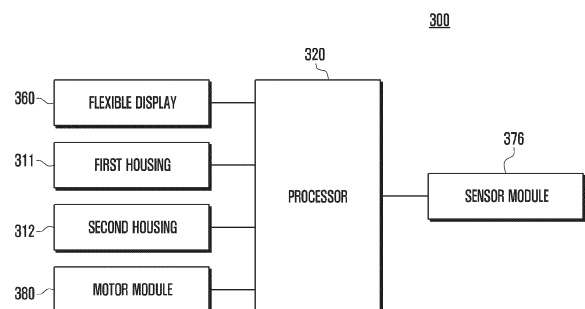 300
320
360
FLEXIBLE DISPLAY
311
FIRST HOUSING
376
PROCESSOR
SENSOR MODULE
312
SECOND HOUSING
380
MOTOR MODULE